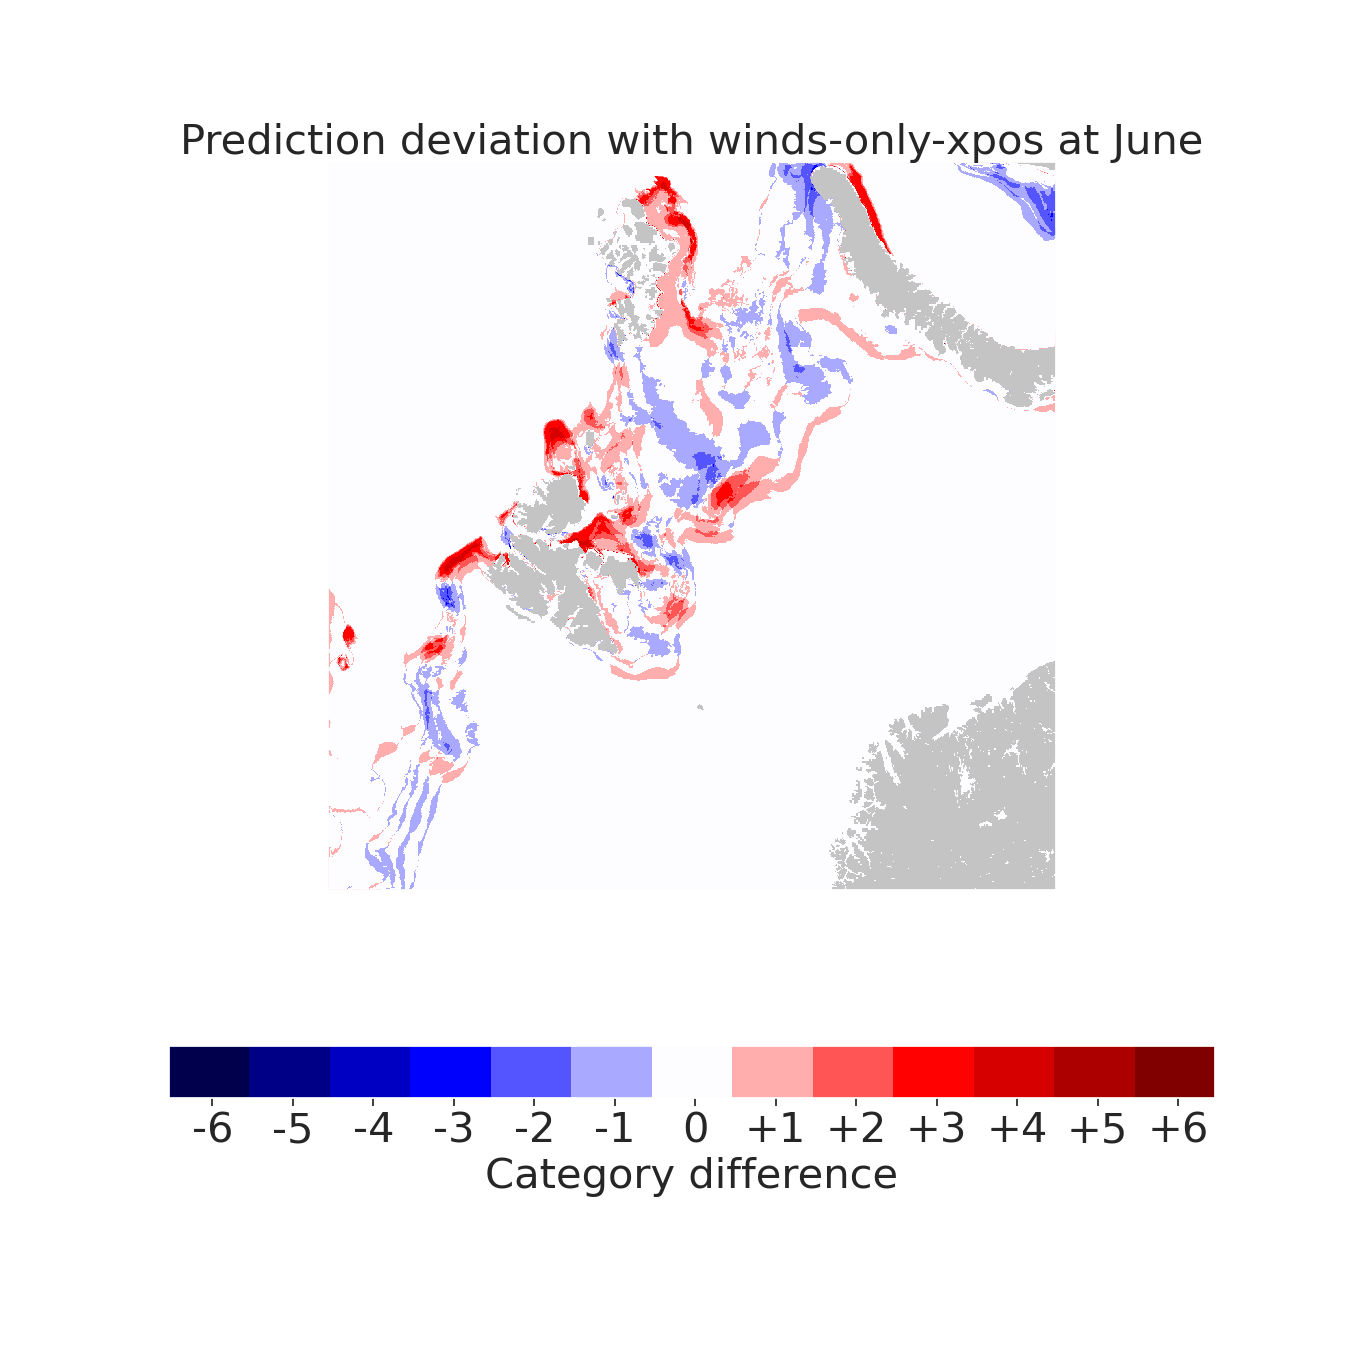 Prediction deviation with winds-only-xpos at June
-6 -5 -4 -3 -2 -1 0 +1 +2 +3 +4 +5 +6
Category difference